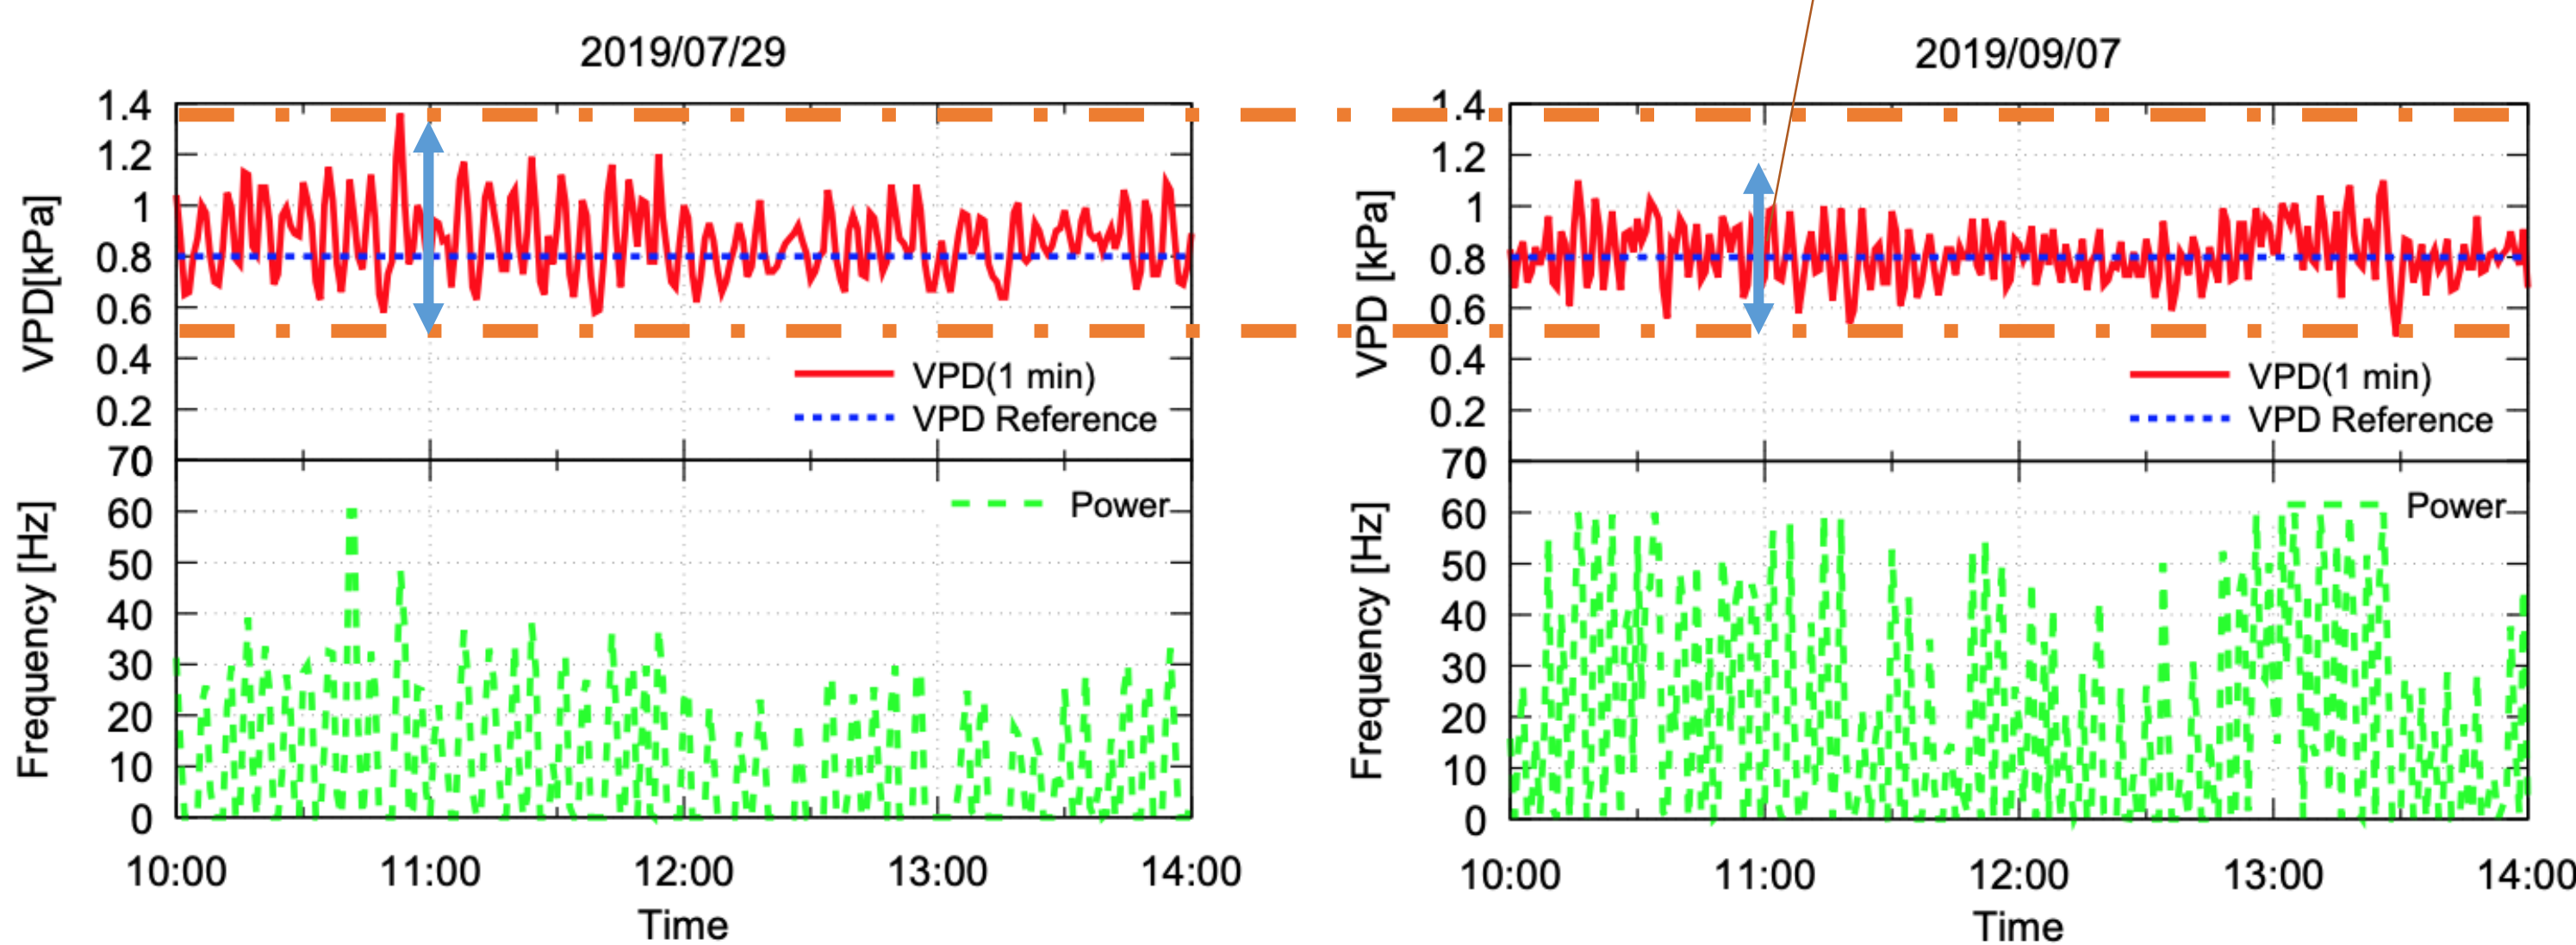 2019/07/29
1.4
1.2
1
0.8
0.6
0.4
0.2
VPD[kPa]
VPD(1 min)
VPD Reference
70
60
50
40
30
20
10
0
Frequency [Hz]
Power
10:00 11:00 12:00 13:00 14:00
Time
2019/09/07
1.4
1.2
1
0.8
0.6
0.4
0.2
VPD [kPa]
VPD(1 min)
VPD Reference
70
60
50
40
30
20
10
0
Frequency [Hz]
Power
10:00 11:00 12:00 13:00 14:00
Time